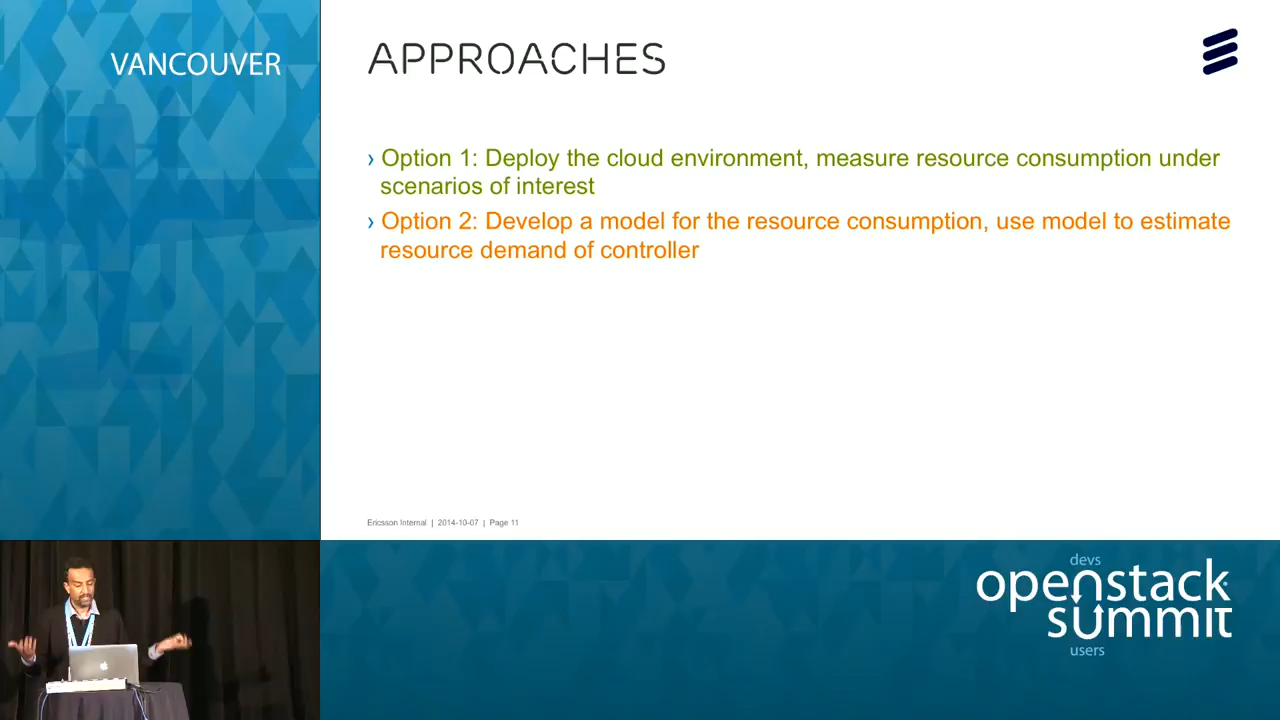 VANCOUVER
APPROACHES
› Option 1: Deploy the cloud environment, measure resource consumption under
scenarios of interest
› Option 2: Develop a model for the resource consumption, use model to estimate
resource demand of controller
Ericsson Internal | 2014-10-07 | Page 11
devs
openstack
summit
users